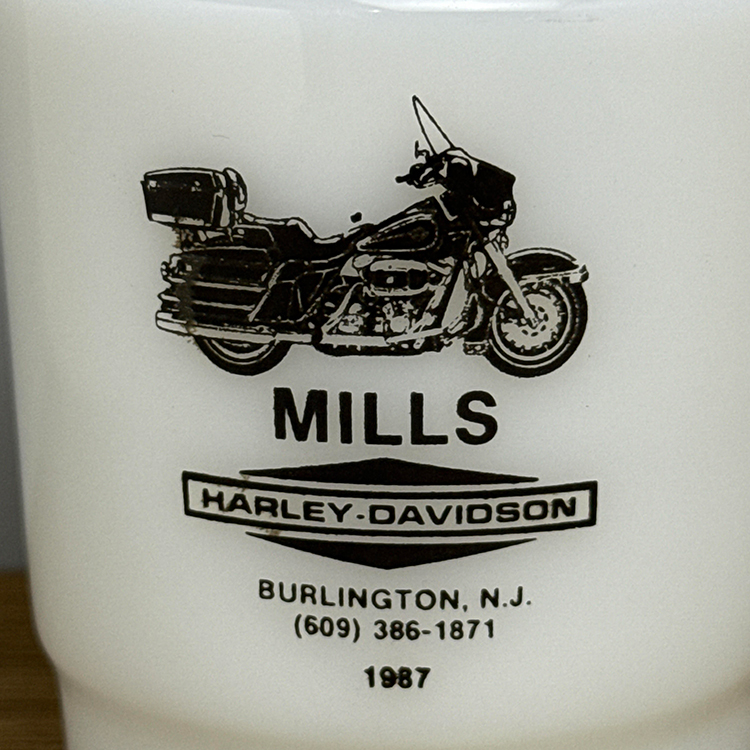 MILLS
HARLEY-DAVIDSON
BURLINGTON, N.J.
(609) 386-1871
1987